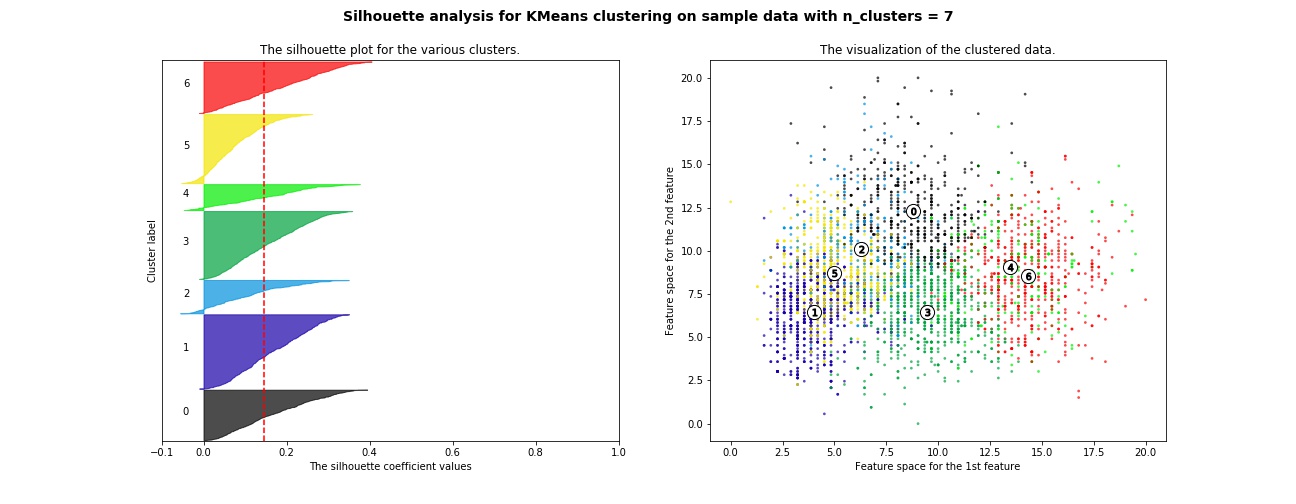 Silhouette analysis for KMeans clustering on sample data with n_clusters = 7
The silhouette plot for the various clusters.
6
5
4
3
2
1
0
Cluster label
−0.1 0.0 0.2 0.4 0.6 0.8 1.0
The silhouette coefficient values
The visualization of the clustered data.
20.0
17.5
15.0
12.5
10.0
7.5
5.0
2.5
0.0
Feature space for the 2nd feature
0
2
4
5
6
1
3
0.0 2.5 5.0 7.5 10.0 12.5 15.0 17.5 20.0
Feature space for the 1st feature